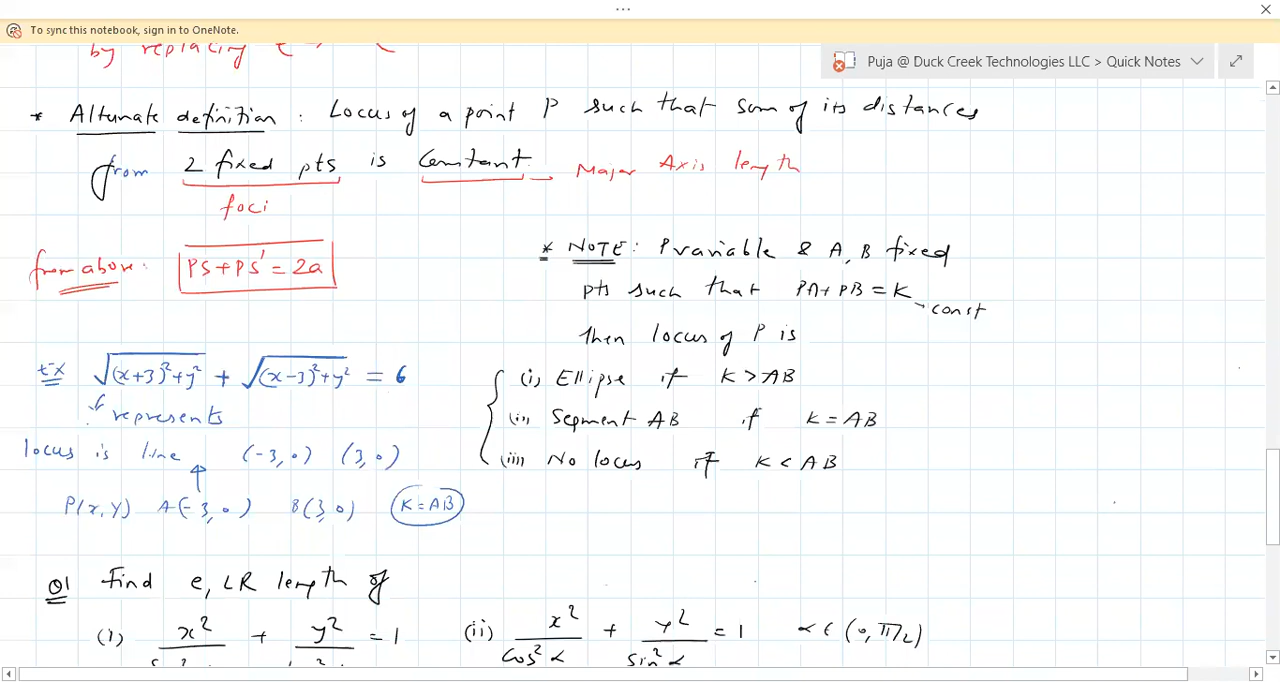 To sync this notebook, sign in to OneNote.
by replacing
Puja @ Duck Creek Technologies LLC > Quick Notes
* Alternate definition : Locus of a point P such that sum of its distances
from 2 fixed pts is Constant → Major Axis length
foci
from above: PS + PS' = 2a
* NOTE: P variable & A, B fixed
pts such that PA + PB = K → const
then locus of P is
(i) Ellipse if K > AB
(ii) Segment AB if K = AB
(iii) No locus if K < AB
Ex √(x+3)²+y² + √(x-3)²+y² = 6
represents
locus is line (-3, 0) (3, 0)
P(x, y) A(-3, 0) B(3, 0) K = AB
Q1 Find e, LR length of
(i) x² + y² = 1
(ii) x²/cos²α + y²/sin²α = 1 α ∈ (0, π/2)